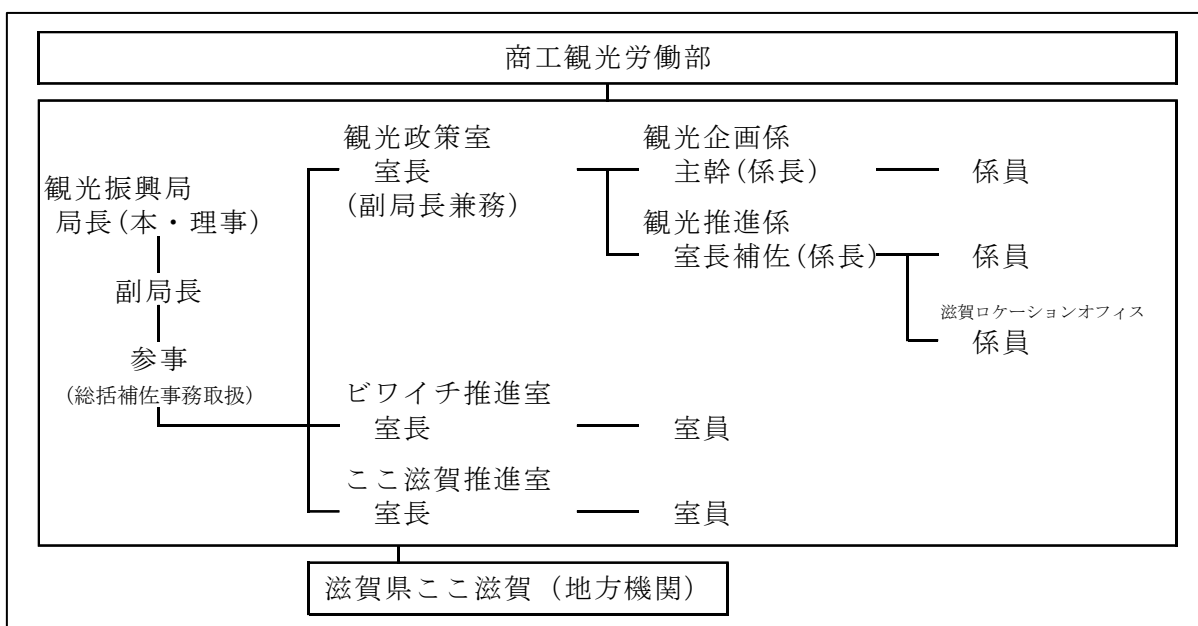 商工観光労働部
観光振興局
局長(本・理事)
副局長
参事
(総括補佐事務取扱)
観光政策室
室長
(副局長兼務)
観光企画係
主幹(係長)
係員
観光推進係
室長補佐(係長)
係員
滋賀ロケーションオフィス
係員
ビワイチ推進室
室長
室員
ここ滋賀推進室
室長
室員
滋賀県ここ滋賀(地方機関)